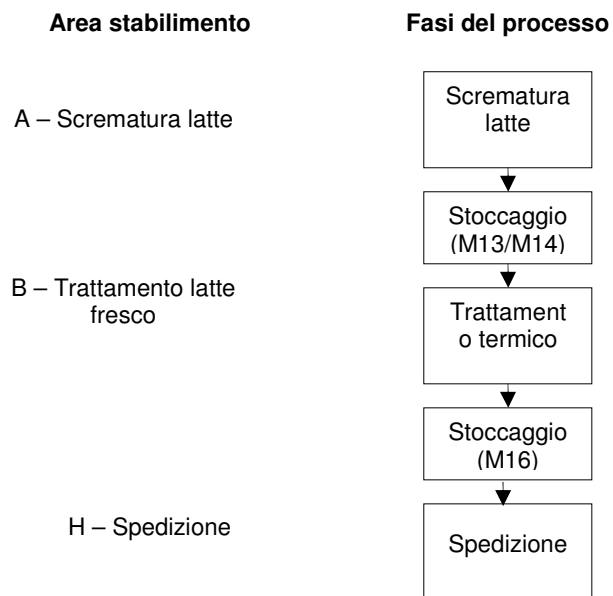 Area stabilimento
Fasi del processo
A – Scrematura latte
Scrematura
latte
Stoccaggio
(M13/M14)
B – Trattamento latte
fresco
Trattament
o termico
Stoccaggio
(M16)
H – Spedizione
Spedizione